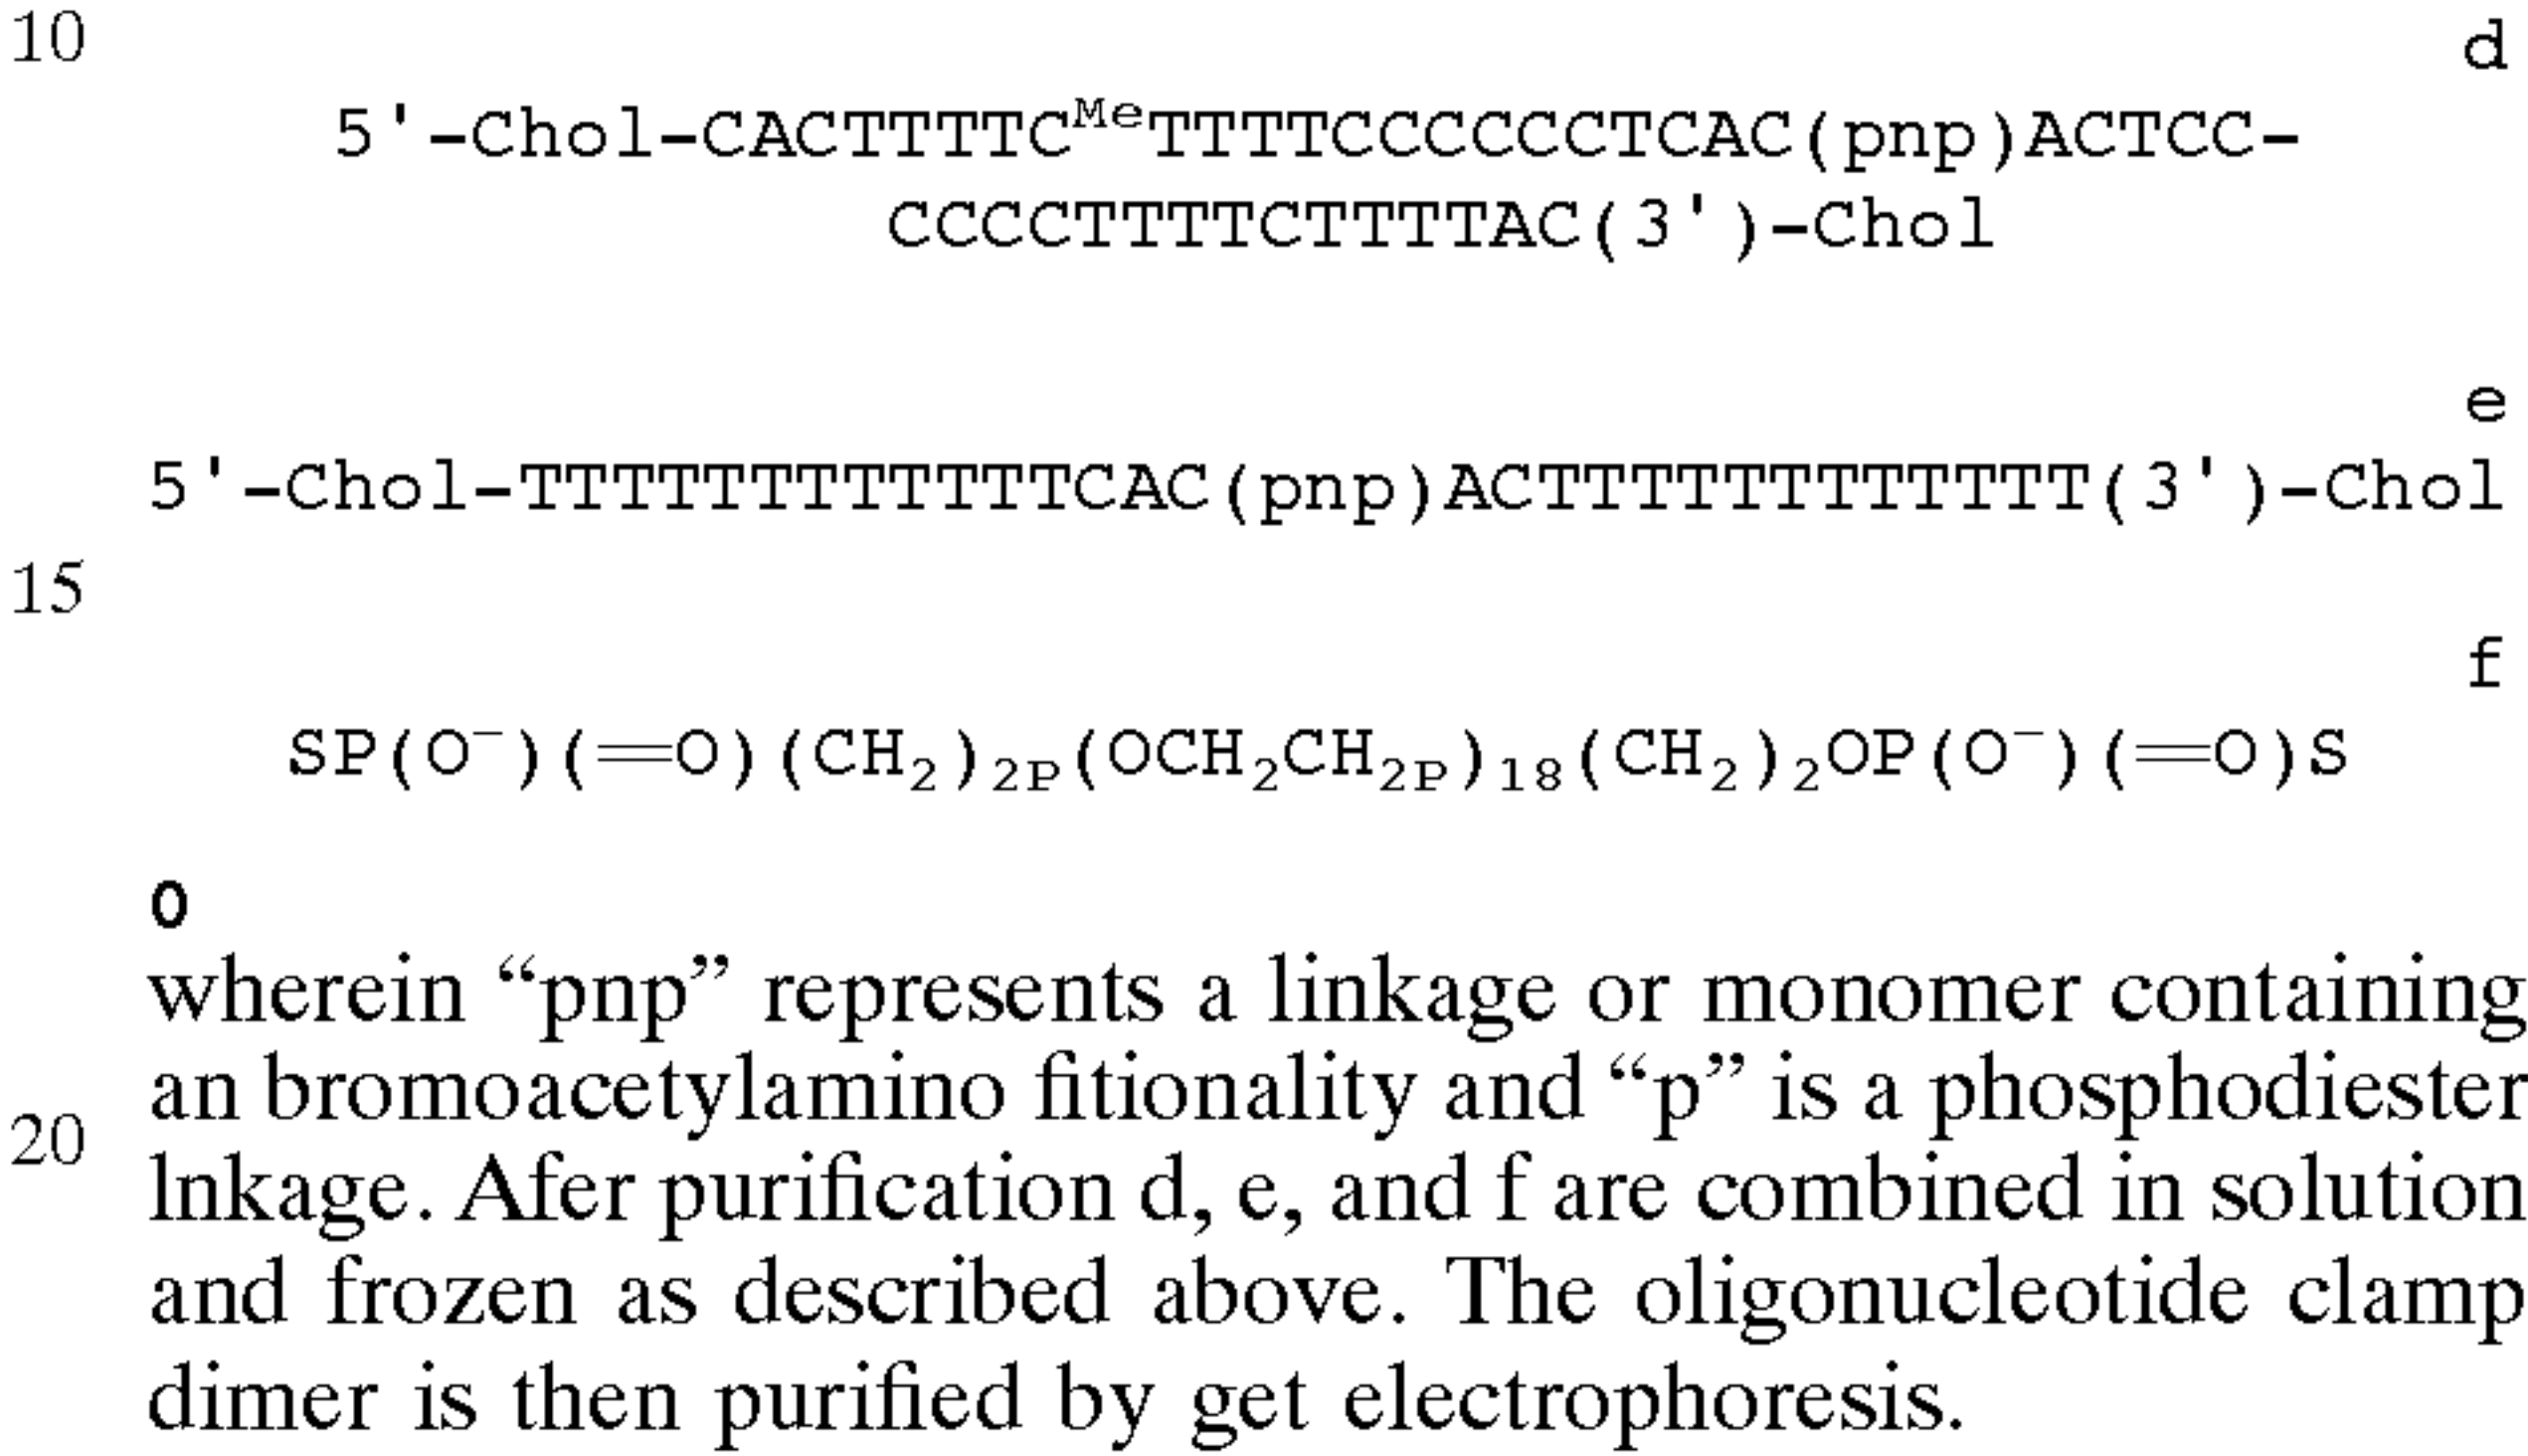 10
d
5'-Chol-CACTTTTC^MeTTTTCCCCCCTCAC(pnp)ACTCC-
CCCCTTTTCTTTTAC(3')-Chol
e
5'-Chol-TTTTTTTTTTTTCAC(pnp)ACTTTTTTTTTTTT(3')-Chol
15
f
SP(O⁻)(=O)(CH₂)₂ₚ(OCH₂CH₂ₚ)₁₈(CH₂)₂OP(O⁻)(=O)S
0
wherein “pnp” represents a linkage or monomer containing
an bromoacetylamino fitionality and “p” is a phosphodiester
20 lnkage. Afer purification d, e, and f are combined in solution
and frozen as described above. The oligonucleotide clamp
dimer is then purified by get electrophoresis.